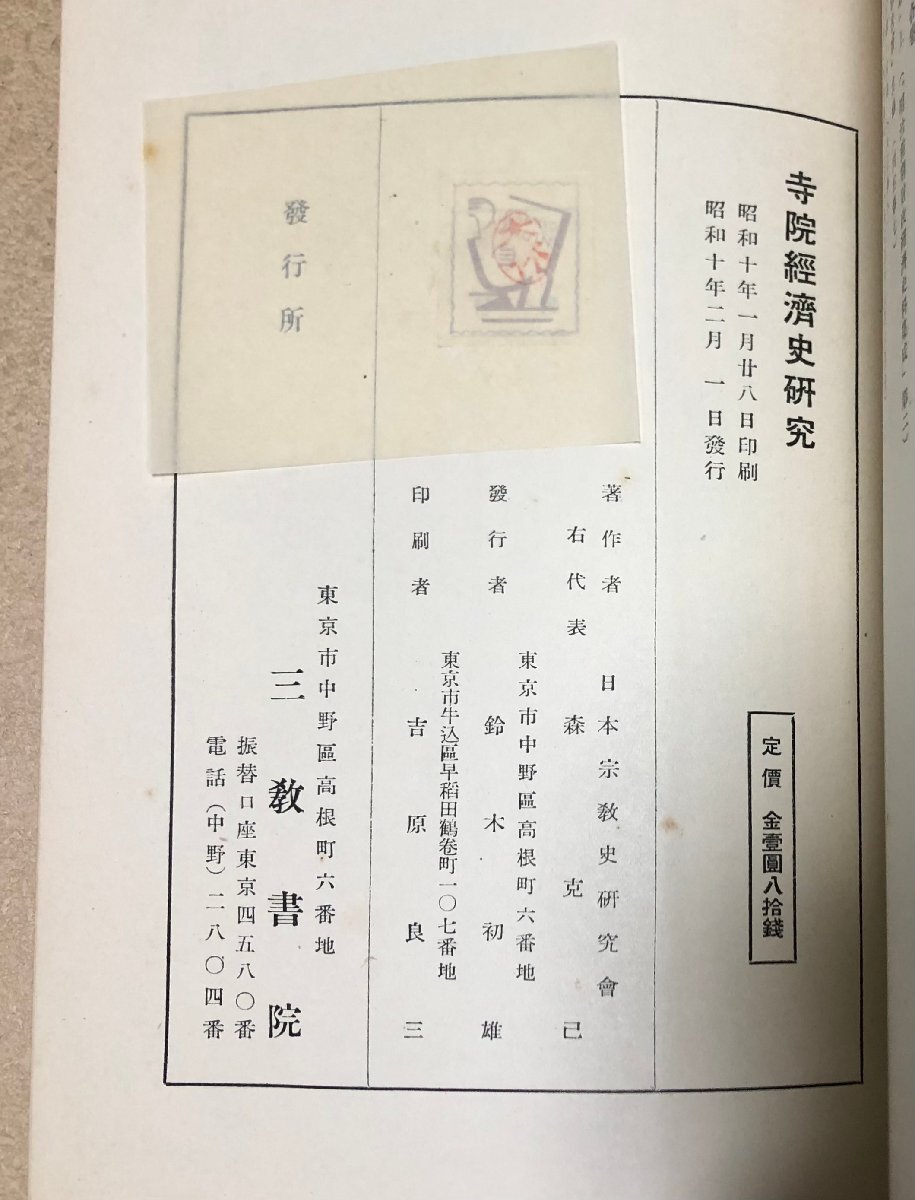 寺院經濟史硏究
昭和十年一月廿八日印刷
昭和十年二月一日發行
定價 金壹圓八拾錢
著作者 日本宗敎史硏究會
右代表 森克己
東京市中野區高根町六番地
發行者 鈴木初雄
東京市牛込區早稻田鶴卷町一〇七番地
印刷者 吉原良三
發行所
東京市中野區高根町六番地
三敎書院
振替口座東京四五八〇番
電話(中野)二八〇四番